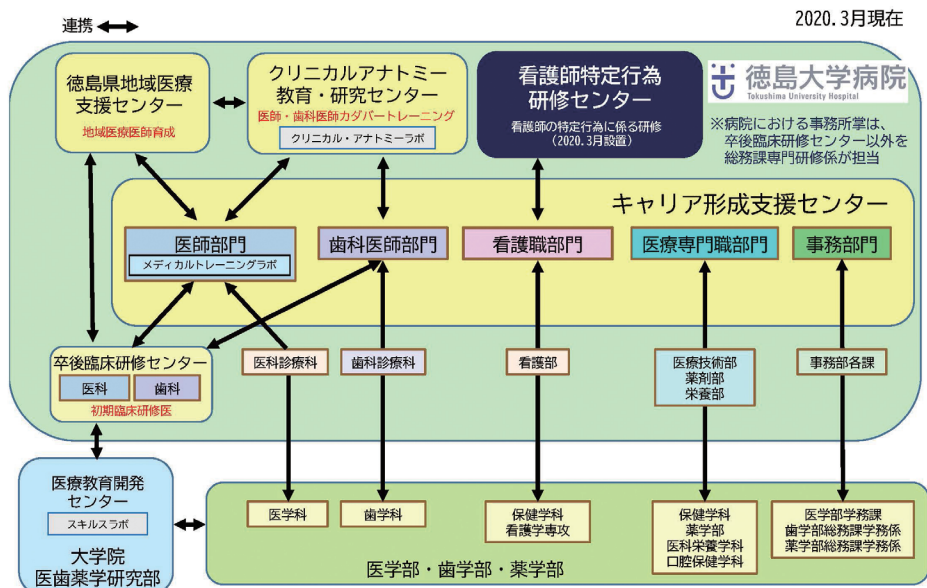 連携
2020.3月現在
徳島県地域医療
支援センター
地域医療医師育成
クリニカルアナトミー
教育・研究センター
医師・歯科医師カダバートレーニング
クリニカル・アナトミーラボ
看護師特定行為
研修センター
看護師の特定行為に係る研修
(2020.3月設置)
徳島大学病院
Tokushima University Hospital
※病院における事務所掌は、
卒後臨床研修センター以外を
総務課専門研修係が担当
キャリア形成支援センター
医師部門
メディカルトレーニングラボ
歯科医師部門
看護職部門
医療専門職部門
事務部門
卒後臨床研修センター
医科
歯科
初期臨床研修医
医科診療科
歯科診療科
看護部
医療技術部
薬剤部
栄養部
事務部各課
医療教育開発
センター
スキルスラボ
大学院
医歯薬学研究部
医学科
歯学科
保健学科
看護学専攻
保健学科
薬学部
医科栄養学科
口腔保健学科
医学部学務課
歯学部総務課学務係
薬学部総務課学務係
医学部・歯学部・薬学部